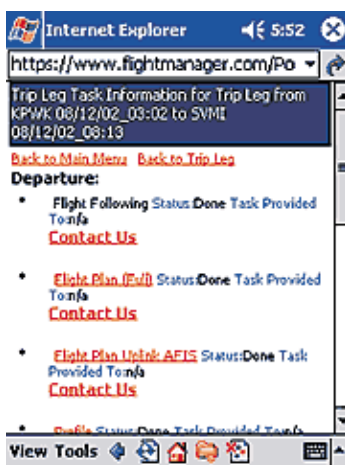 Internet Explorer 5:52
https://www.flightmanager.com/Po
Trip Leg Task Information for Trip Leg from
KPWK 08/12/02_03:02 to SVMI
08/12/02_08:13
Back to Main Menu Back to Trip Leg
Departure:
Flight Following Status:Done Task Provided
To:n/a
Contact Us
Flight Plan (Full) Status:Done Task Provided
To:n/a
Contact Us
Flight Plan Uplink AFIS Status:Done Task
Provided To:n/a
Contact Us
Profile Status:Done Task Provided To:n/a
View Tools